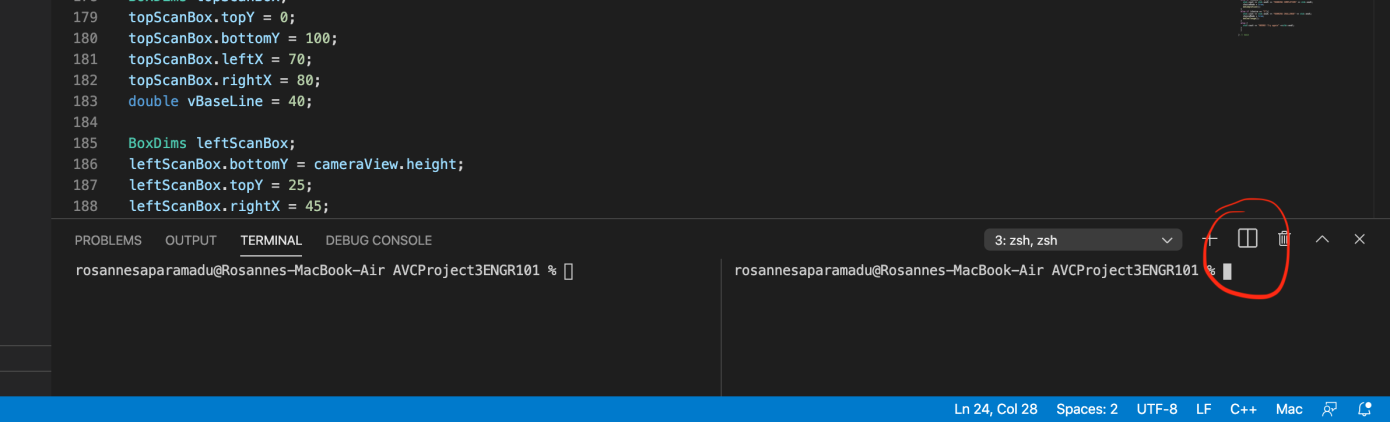 179 topScanBox.topY = 0;
180 topScanBox.bottomY = 100;
181 topScanBox.leftX = 70;
182 topScanBox.rightX = 80;
183 double vBaseLine = 40;
184
185 BoxDims leftScanBox;
186 leftScanBox.bottomY = cameraView.height;
187 leftScanBox.topY = 25;
188 leftScanBox.rightX = 45;
PROBLEMS OUTPUT TERMINAL DEBUG CONSOLE 3: zsh, zsh
rosannesaparamadu@Rosannes-MacBook-Air AVCProject3ENGR101 % rosannesaparamadu@Rosannes-MacBook-Air AVCProject3ENGR101 %
Ln 24, Col 28 Spaces: 2 UTF-8 LF C++ Mac